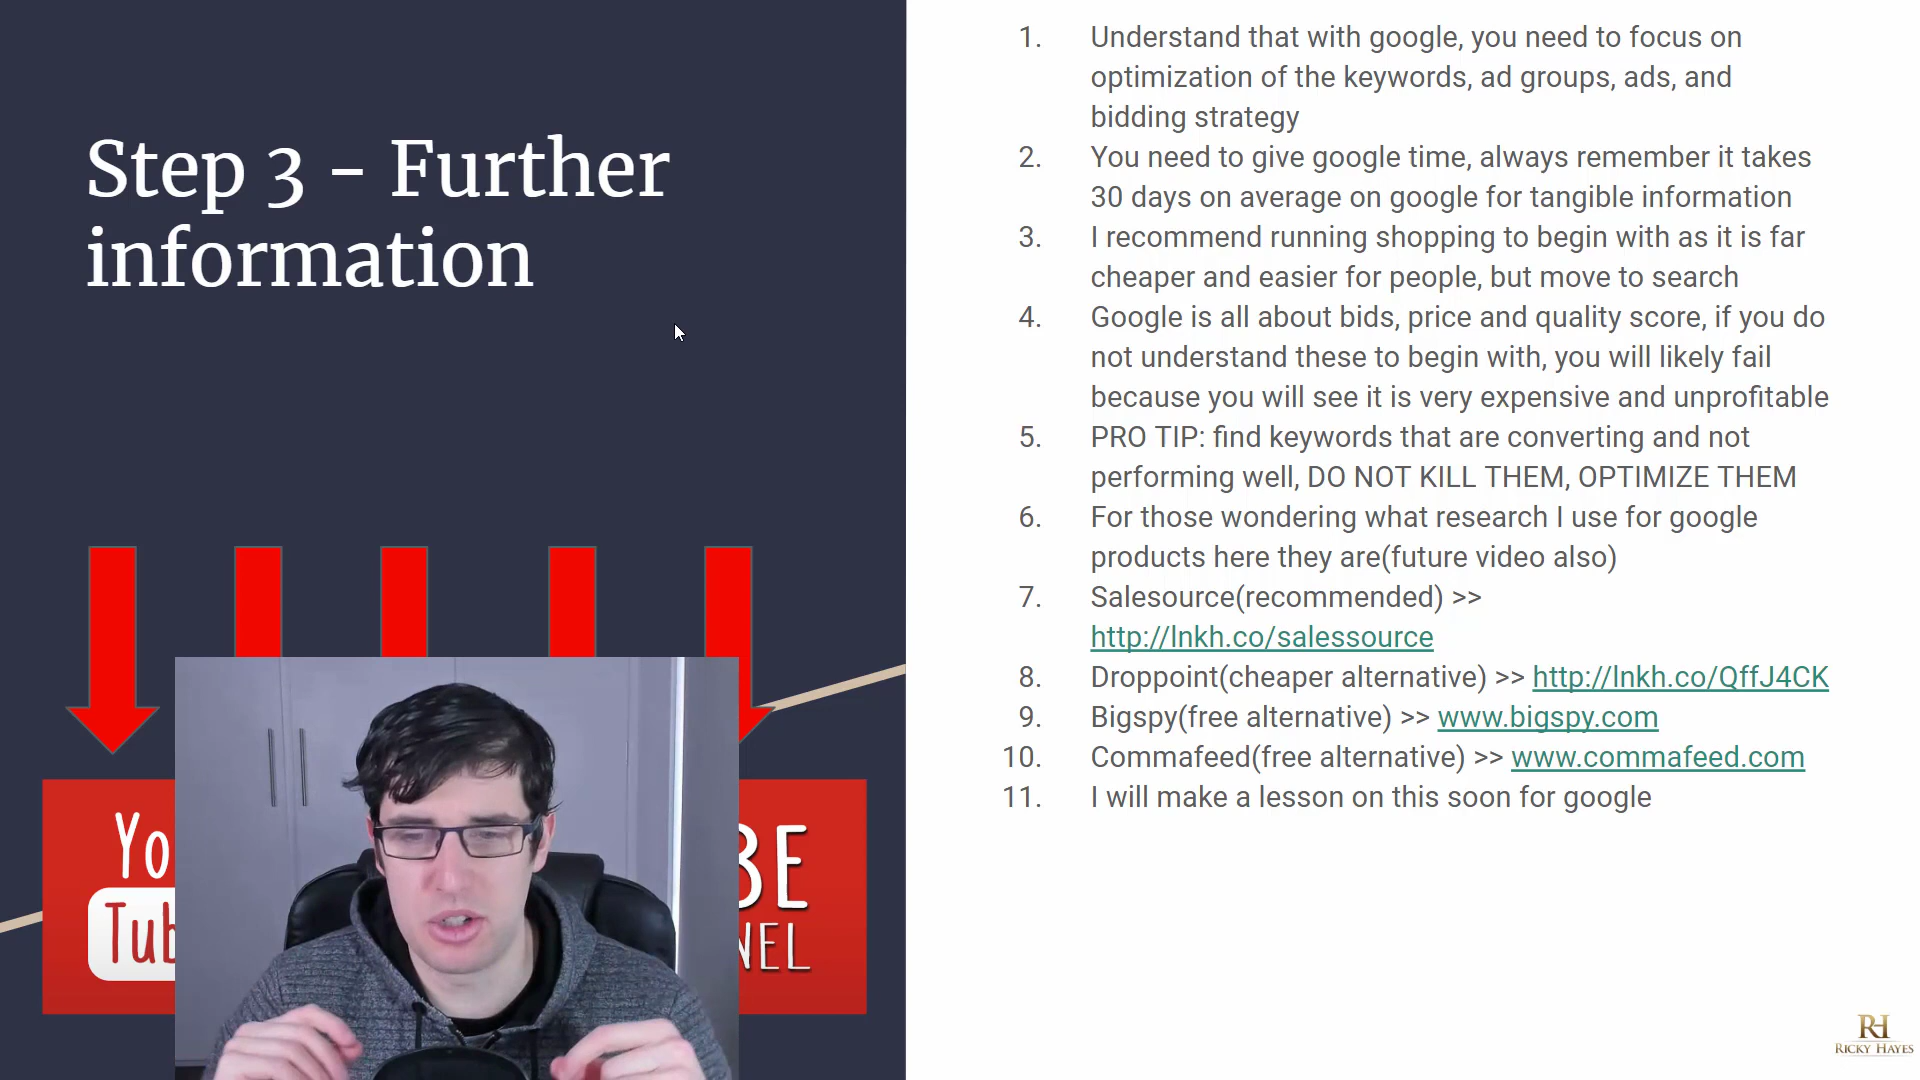 Step 3 - Further
information
1. Understand that with google, you need to focus on
optimization of the keywords, ad groups, ads, and
bidding strategy
2. You need to give google time, always remember it takes
30 days on average on google for tangible information
3. I recommend running shopping to begin with as it is far
cheaper and easier for people, but move to search
4. Google is all about bids, price and quality score, if you do
not understand these to begin with, you will likely fail
because you will see it is very expensive and unprofitable
5. PRO TIP: find keywords that are converting and not
performing well, DO NOT KILL THEM, OPTIMIZE THEM
6. For those wondering what research I use for google
products here they are(future video also)
7. Salesource(recommended) >>
http://lnkh.co/salessource
8. Droppoint(cheaper alternative) >> http://lnkh.co/QffJ4CK
9. Bigspy(free alternative) >> www.bigspy.com
10. Commafeed(free alternative) >> www.commafeed.com
11. I will make a lesson on this soon for google
RH
RICKY HAYES